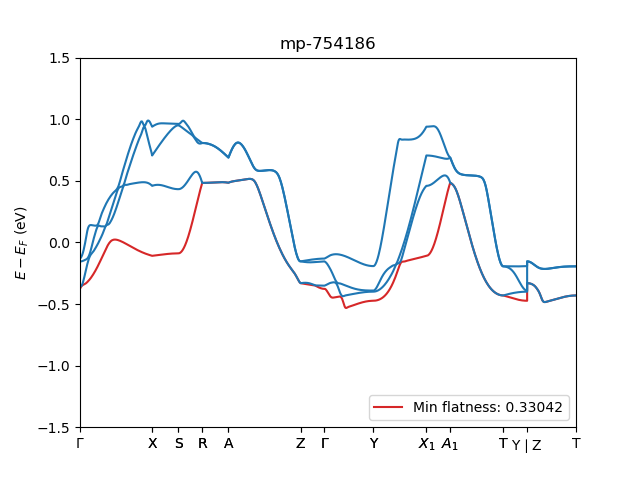 mp-754186
E − E_F (eV)
1.5
1.0
0.5
0.0
−0.5
−1.0
−1.5
Min flatness: 0.33042
Γ X S R A Z Γ Y X₁ A₁ T Y | Z T